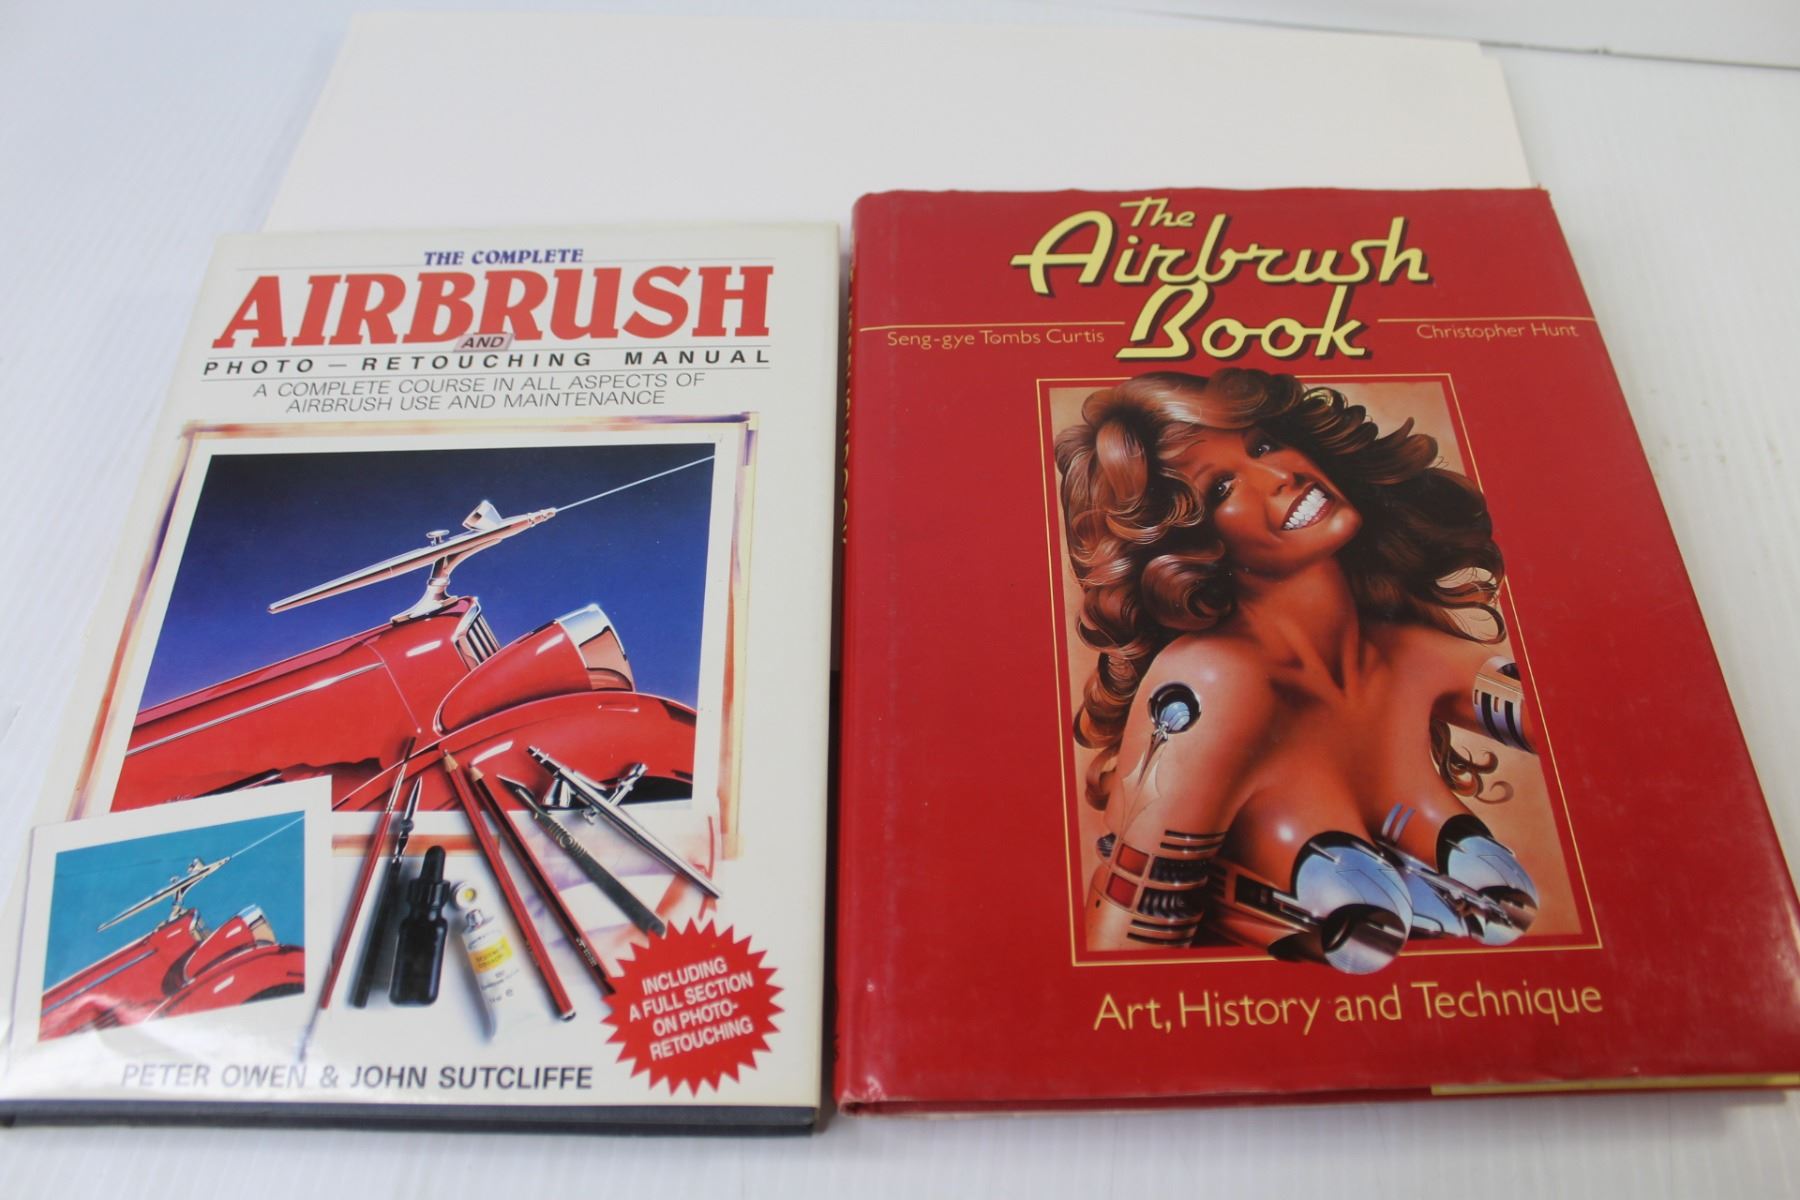 THE COMPLETE
AIRBRUSH
AND
PHOTO — RETOUCHING MANUAL
A COMPLETE COURSE IN ALL ASPECTS OF
AIRBRUSH USE AND MAINTENANCE
INCLUDING
A FULL SECTION
ON PHOTO-
RETOUCHING
PETER OWEN & JOHN SUTCLIFFE
The
Airbrush
Book
Seng-gye Tombs Curtis
Christopher Hunt
Art, History and Technique